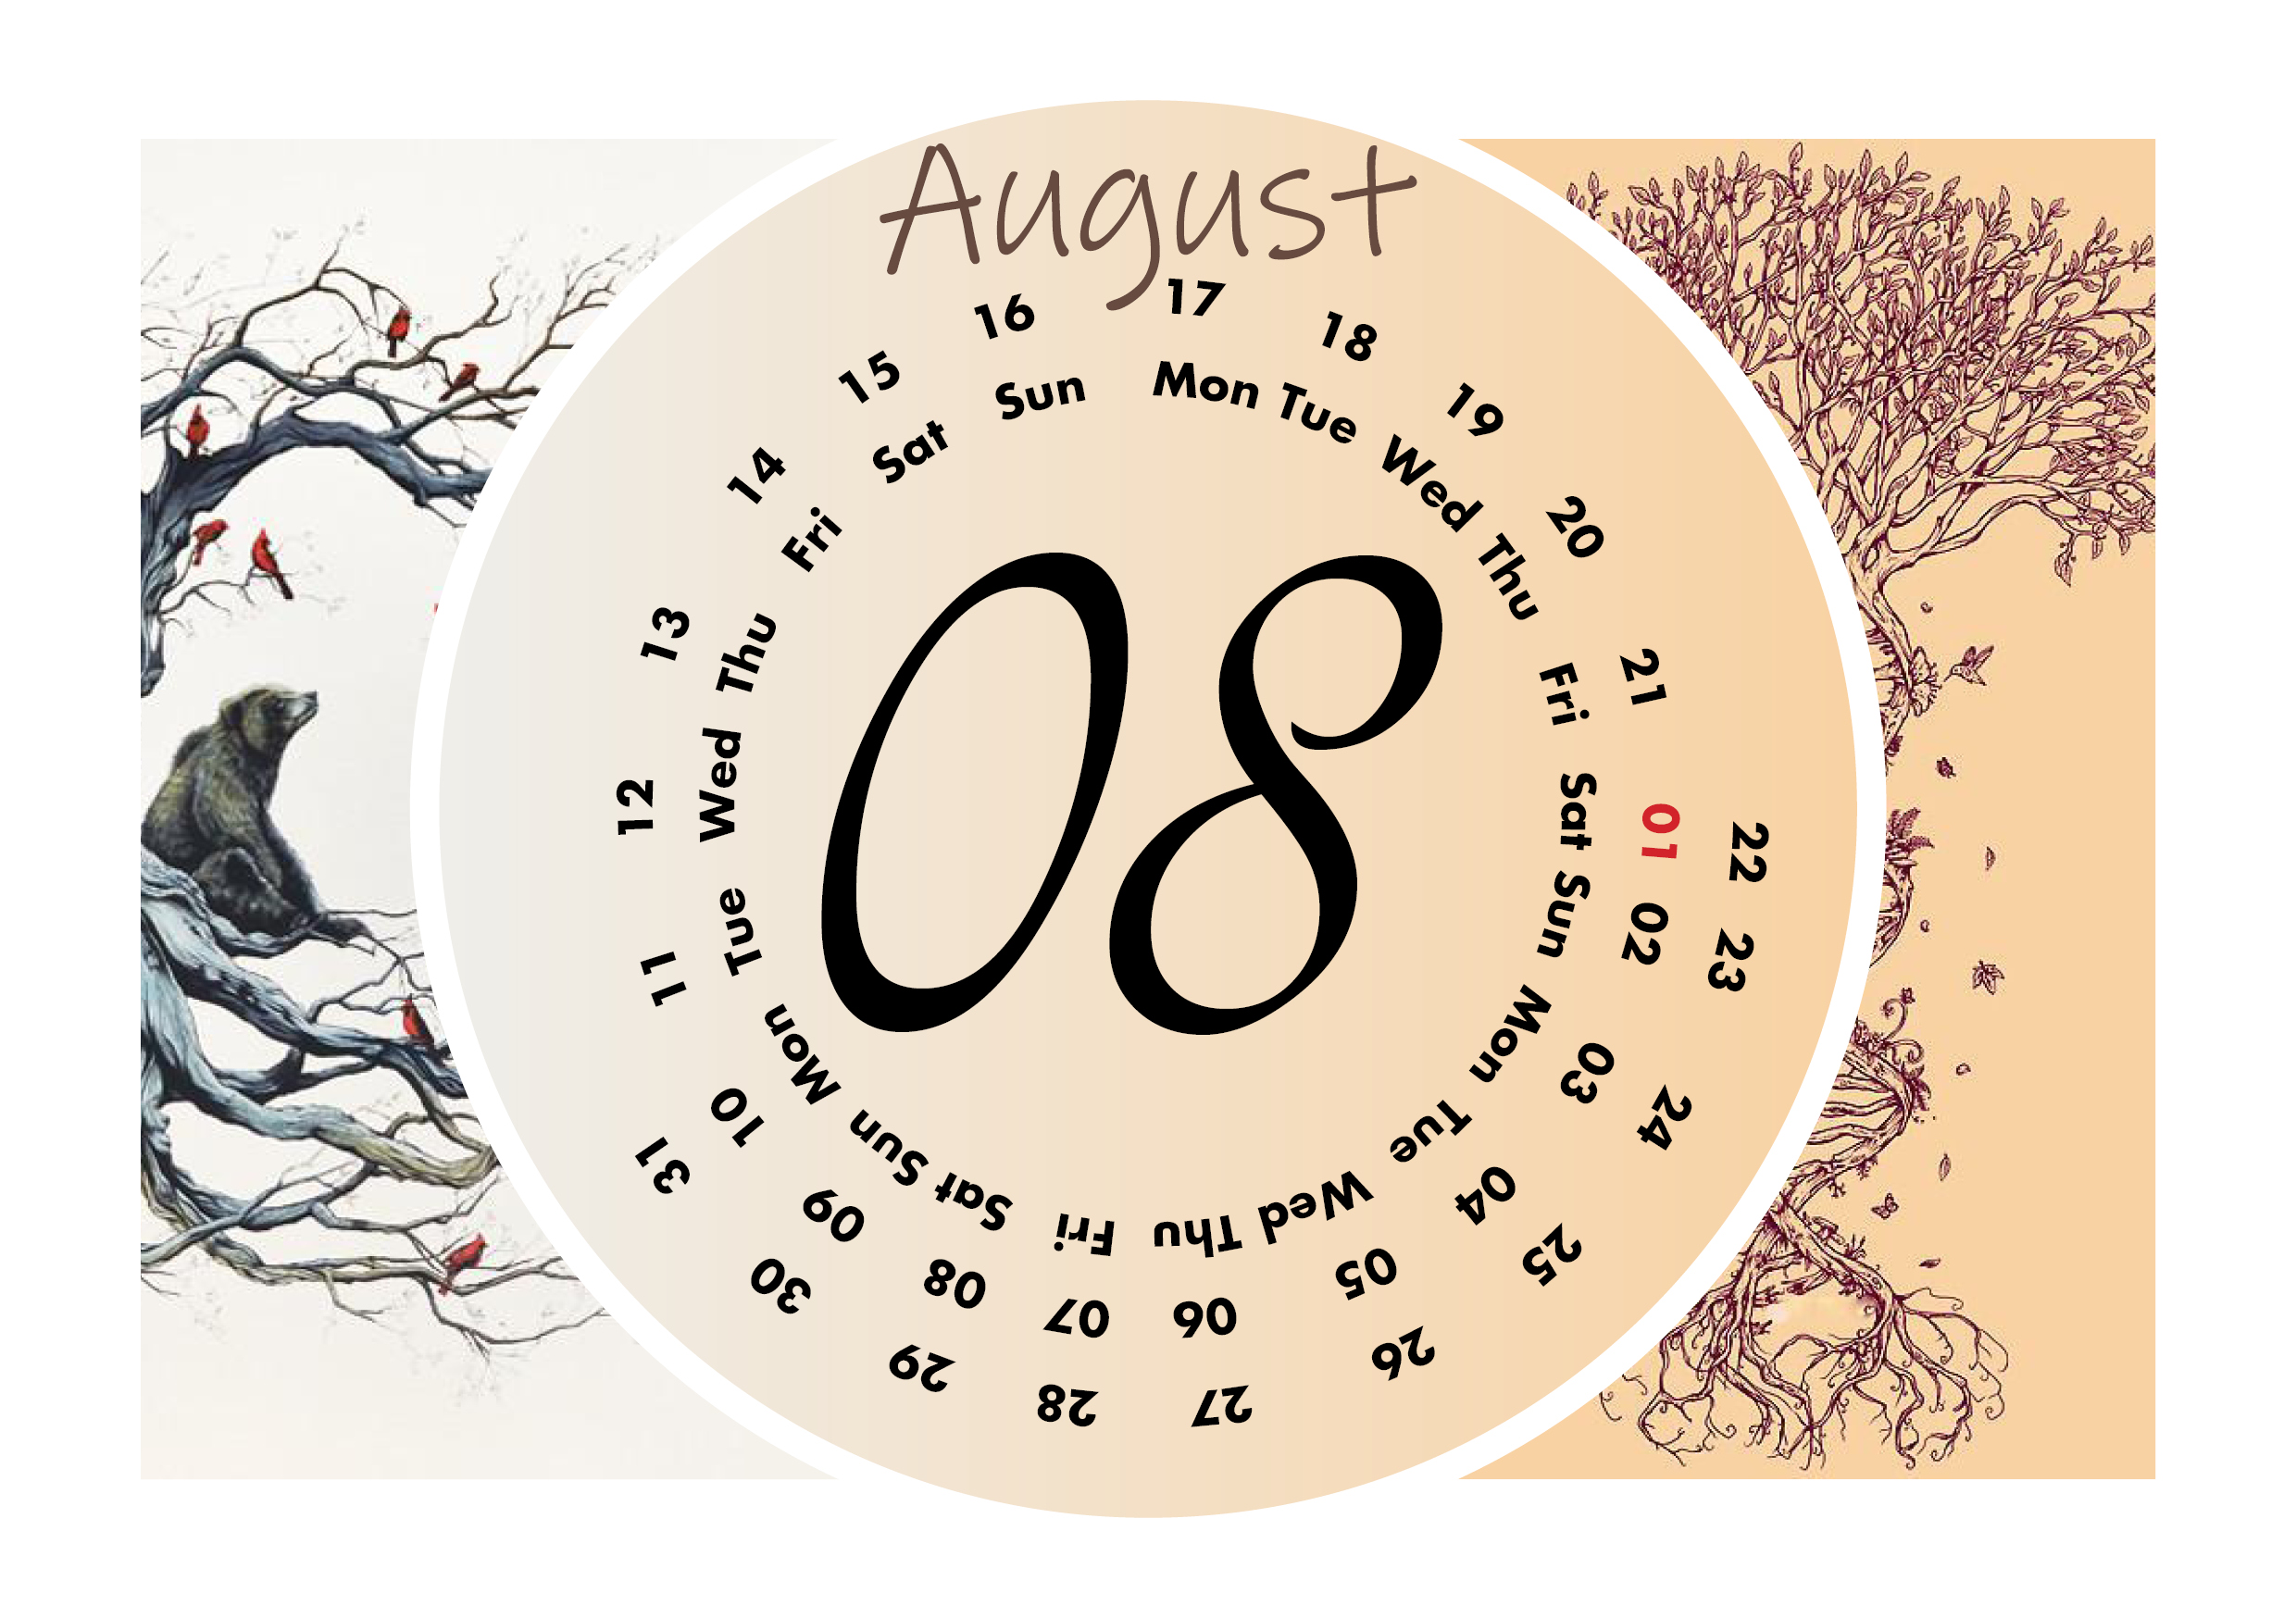 August
08
Sat Sun Mon Tue Wed Thu Fri Sat Sun Mon Tue Wed Thu Fri Sat Sun Mon Tue Wed Thu Fri
01 02 03 04 05 06 07 08 09 10 11 12 13 14 15 16 17 18 19 20 21
22 23 24 25 26 27 28 29 30 31